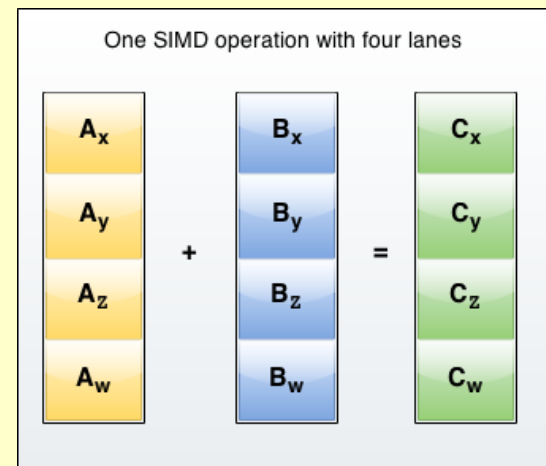 One SIMD operation with four lanes
Ax Bx Cx
Ay By Cy
+ =
Az Bz Cz
Aw Bw Cw